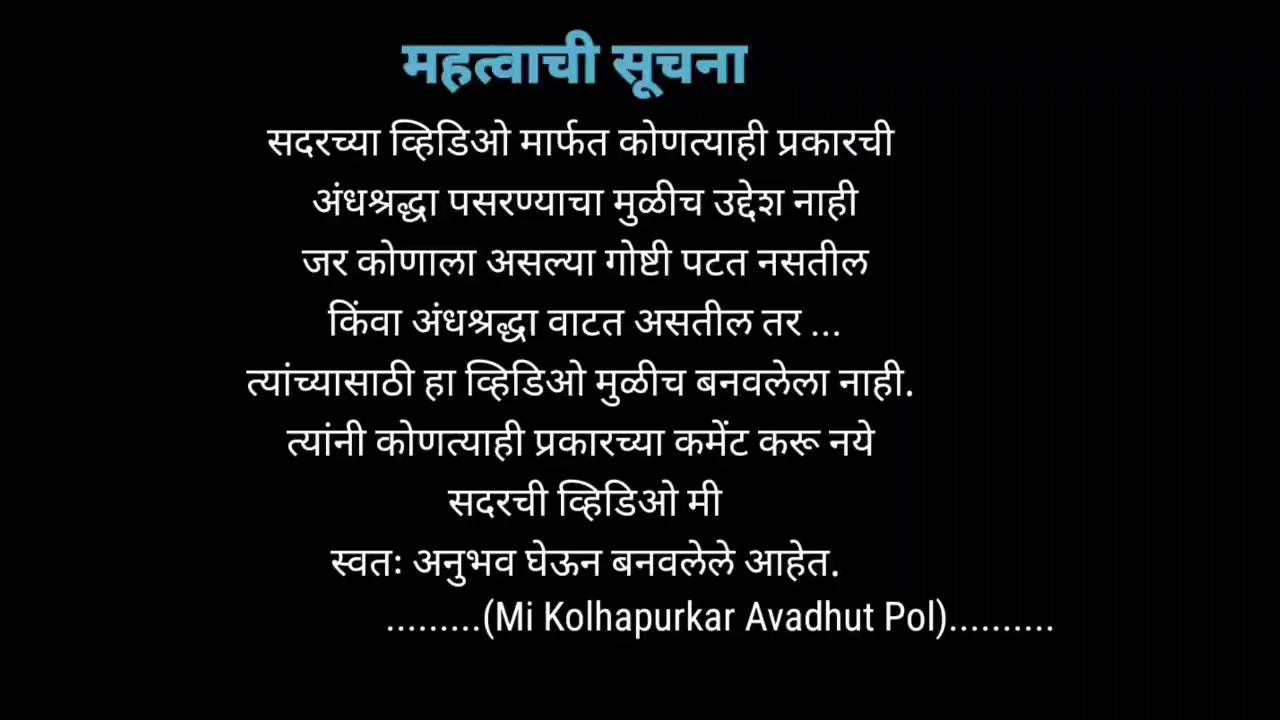 महत्वाची सूचना
सदरच्या व्हिडिओ मार्फत कोणत्याही प्रकारची
अंधश्रद्धा पसरण्याचा मुळीच उद्देश नाही
जर कोणाला असल्या गोष्टी पटत नसतील
किंवा अंधश्रद्धा वाटत असतील तर ...
त्यांच्यासाठी हा व्हिडिओ मुळीच बनवलेला नाही.
त्यांनी कोणत्याही प्रकारच्या कमेंट करू नये
सदरची व्हिडिओ मी
स्वतः अनुभव घेऊन बनवलेले आहेत.
.........(Mi Kolhapurkar Avadhut Pol)..........